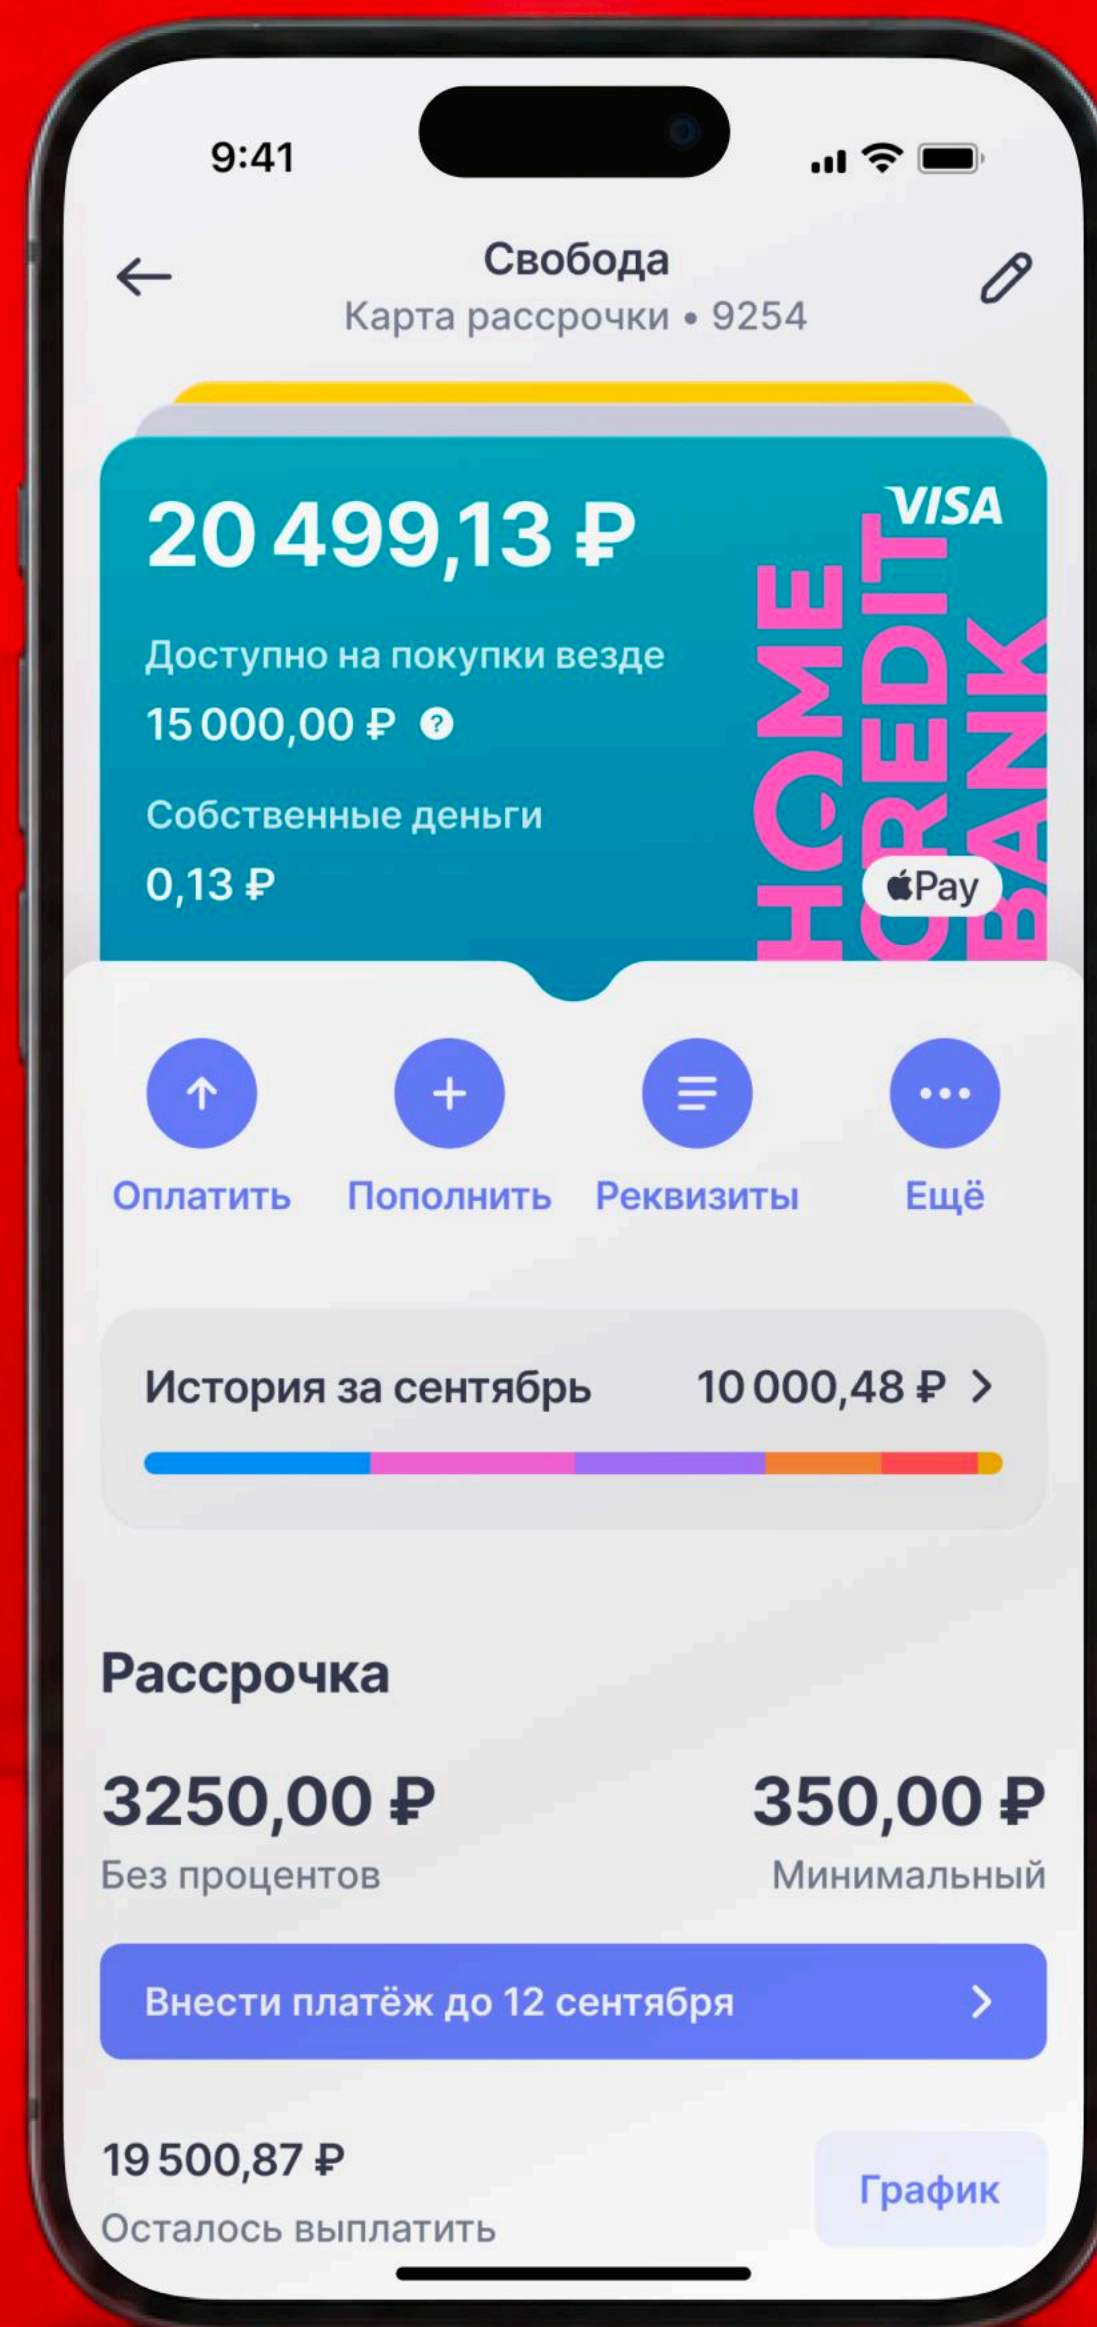 9:41
Свобода
Карта рассрочки • 9254
20 499,13 ₽
VISA
Доступно на покупки везде
15 000,00 ₽ ?
Собственные деньги
0,13 ₽
HOME
CREDIT
BANK
Pay
Оплатить
Пополнить
Реквизиты
Ещё
История за сентябрь 10 000,48 ₽
Рассрочка
3250,00 ₽ 350,00 ₽
Без процентов Минимальный
Внести платёж до 12 сентября
19 500,87 ₽
Осталось выплатить
График